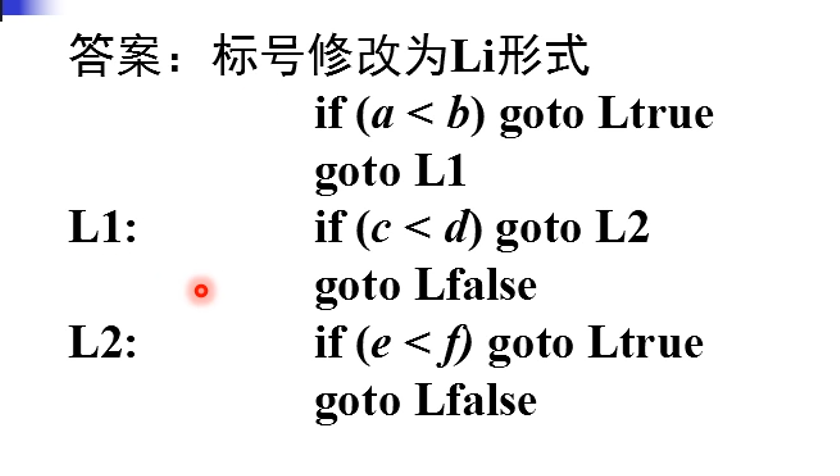 答案：标号修改为Li形式
if (a < b) goto Ltrue
goto L1
L1: if (c < d) goto L2
goto Lfalse
L2: if (e < f) goto Ltrue
goto Lfalse